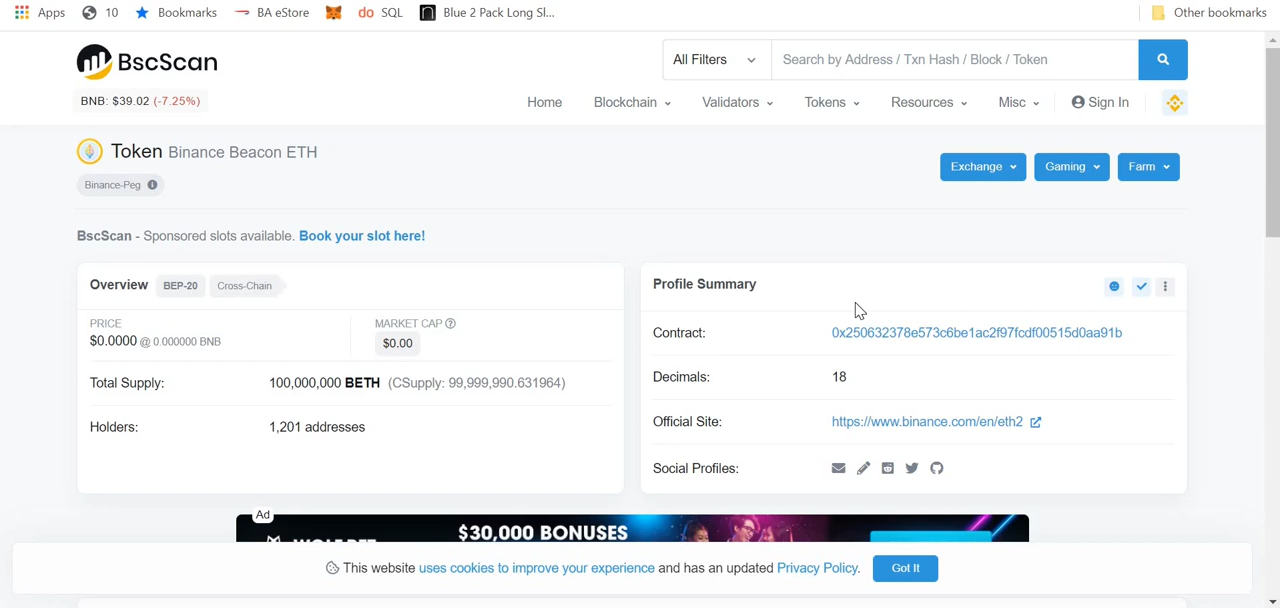 Apps 10 Bookmarks BA eStore do SQL Blue 2 Pack Long Sl... Other bookmarks
BscScan
All Filters Search by Address / Txn Hash / Block / Token
BNB: $39.02 (-7.25%)
Home Blockchain Validators Tokens Resources Misc Sign In
Token Binance Beacon ETH
Exchange Gaming Farm
Binance-Peg
BscScan - Sponsored slots available. Book your slot here!
Overview BEP-20 Cross-Chain
PRICE
$0.0000 @ 0.000000 BNB
MARKET CAP
$0.00
Total Supply: 100,000,000 BETH (CSupply: 99,999,990.631964)
Holders: 1,201 addresses
Profile Summary
Contract: 0x250632378e573c6be1ac2f97fcdf00515d0aa91b
Decimals: 18
Official Site: https://www.binance.com/en/eth2
Social Profiles:
Ad
$30,000 BONUSES
This website uses cookies to improve your experience and has an updated Privacy Policy. Got It